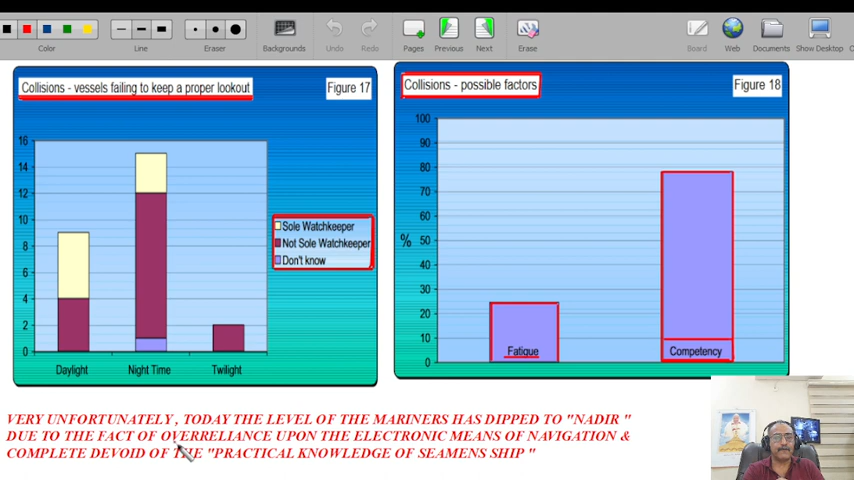 Color
Line
Eraser
Backgrounds
Undo
Redo
Pages
Previous
Next
Erase
Board
Web
Documents
Show Desktop
Collisions - vessels failing to keep a proper lookout
Figure 17
16
14
12
10
8
6
4
2
0
Daylight
Night Time
Twilight
Sole Watchkeeper
Not Sole Watchkeeper
Don't know
Collisions - possible factors
Figure 18
100
90
80
70
60
50
40
30
20
10
0
%
Fatique
Competency
VERY UNFORTUNATELY , TODAY THE LEVEL OF THE MARINERS HAS DIPPED TO "NADIR "
DUE TO THE FACT OF OVERRELIANCE UPON THE ELECTRONIC MEANS OF NAVIGATION &
COMPLETE DEVOID OF THE "PRACTICAL KNOWLEDGE OF SEAMENS SHIP "